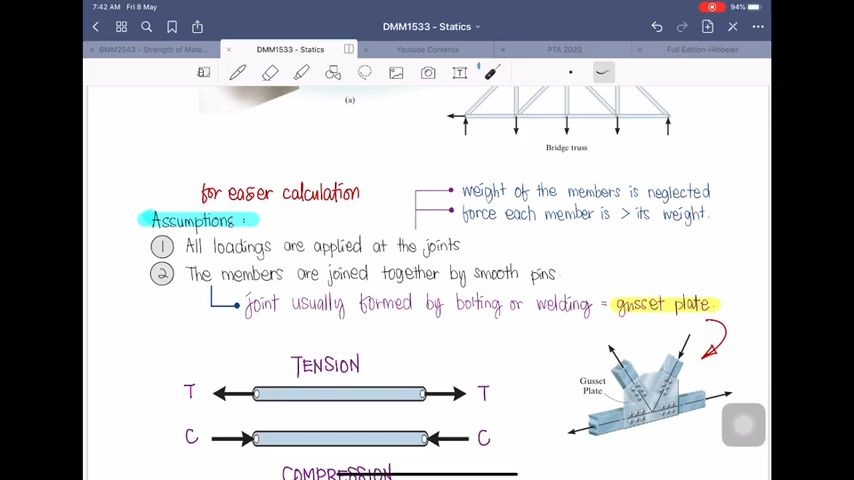 7:42 AM Fri 8 May
94%
DMM1533 - Statics
BMM2543 - Strength of Mate...
DMM1533 - Statics
Youtube Contents
PTA 2020
Full Edition-Hibbeler
(a)
Bridge truss
for easer calculation
weight of the members is neglected
force each member is > its weight.
Assumptions :
1 All loadings are applied at the joints
2 The members are joined together by smooth pins.
joint usually formed by bolting or welding = gusset plate.
TENSION
T T
Gusset
Plate
C C
COMPRESSION